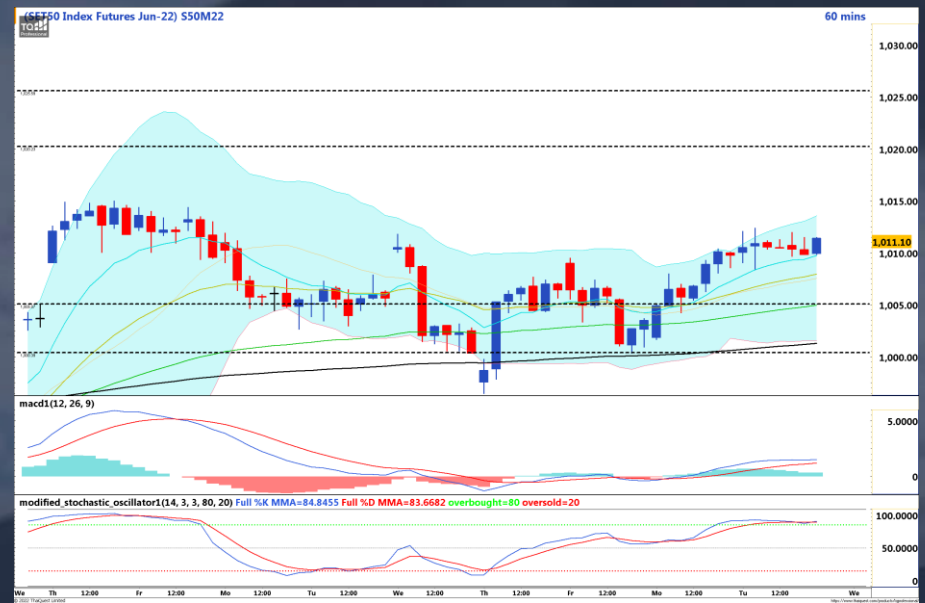 (SET50 Index Futures Jun-22) S50M22
60 mins
Professional
1,030.00
1,025.00
1,020.00
1,015.00
1,011.10
1,010.00
1,005.00
1,000.00
macd1(12, 26, 9)
5.0000
0
modified_stochastic_oscillator1(14, 3, 3, 80, 20) Full %K MMA=84.8455 Full %D MMA=83.6682 overbought=80 oversold=20
100.0000
50.0000
0
We Th 12:00 Fr 12:00 Mo 12:00 Tu 12:00 We 12:00 Th 12:00 Fr 12:00 Mo 12:00 Tu 12:00 We
© 2022 ThaiQuest Limited